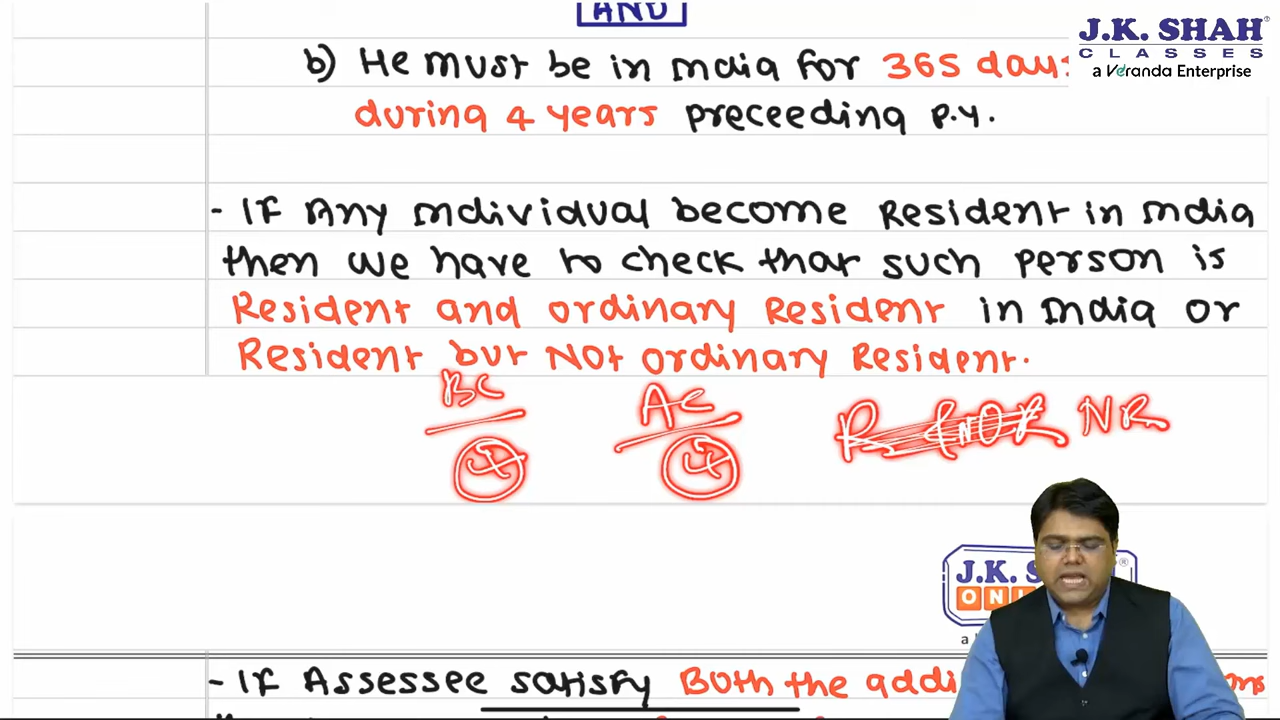 AND
J.K. SHAH
CLASSES
a Veranda Enterprise
b) He must be in India for 365 days
during 4 years preceeding p.y.
- If Any Individual become Resident in India
then we have to check that such person is
Resident and ordinary Resident in India or
Resident but Not ordinary Resident.
BC
AC
NR
J.K. S
ONL
a
- If Assessee satisfy Both the addi